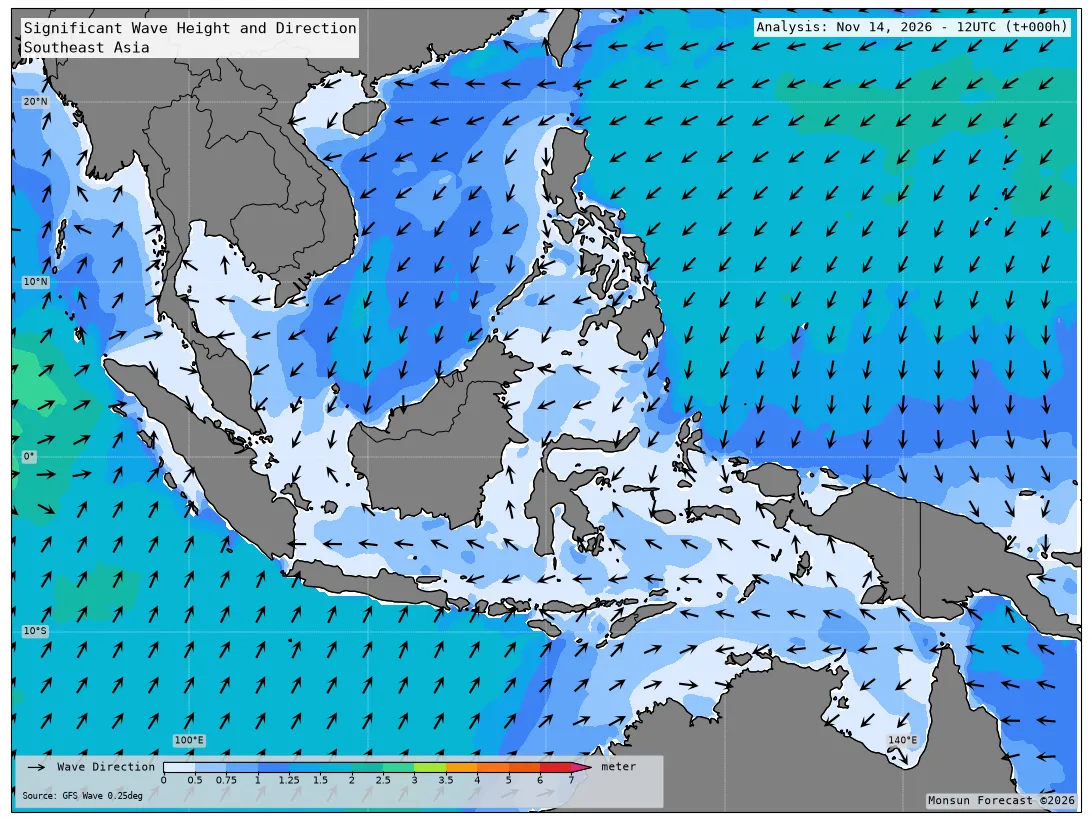 Significant Wave Height and Direction
Southeast Asia
Analysis: Nov 14, 2026 - 12UTC (t+000h)
20°N
10°N
0°
10°S
100°E
140°E
Wave Direction
meter
0 0.5 0.75 1 1.25 1.5 2 2.5 3 3.5 4 5 6 7
Source: GFS Wave 0.25deg
Monsun Forecast ©2026